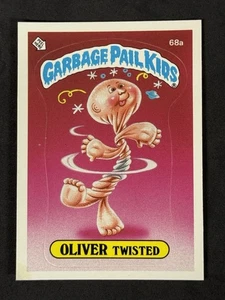 68a
GARBAGE PAIL KIDS
OLIVER TWISTED